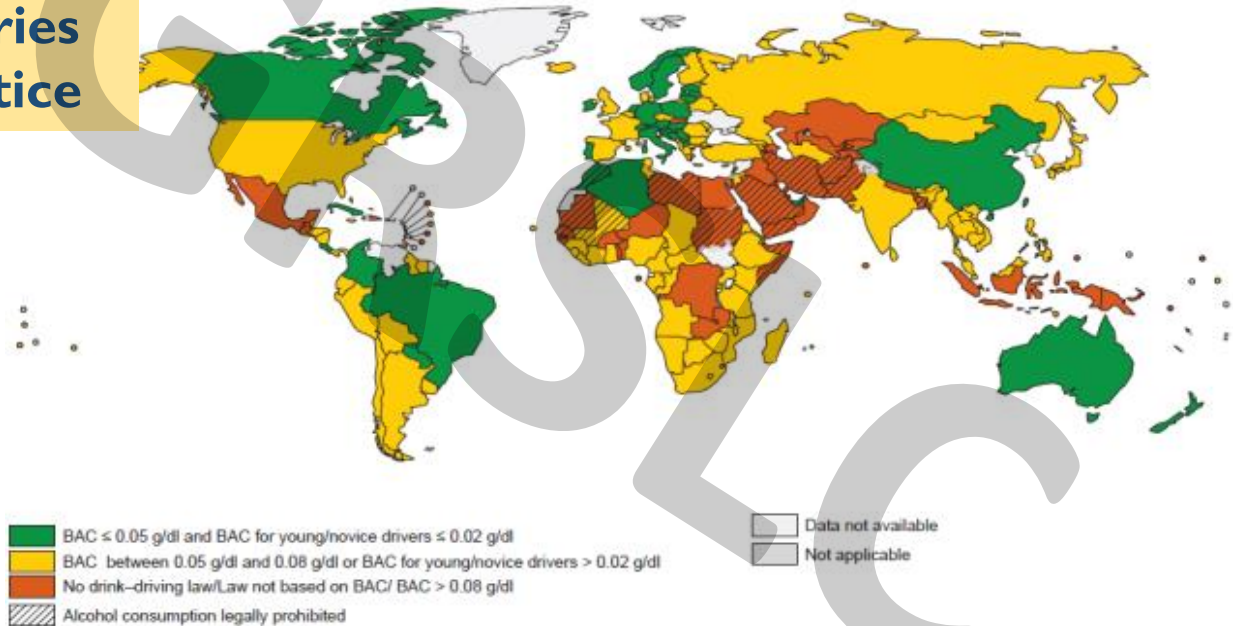 ries
tice
GRSLC
BAC ≤ 0.05 g/dl and BAC for young/novice drivers ≤ 0.02 g/dl
BAC between 0.05 g/dl and 0.08 g/dl or BAC for young/novice drivers > 0.02 g/dl
No drink–driving law/Law not based on BAC/ BAC > 0.08 g/dl
Alcohol consumption legally prohibited
Data not available
Not applicable